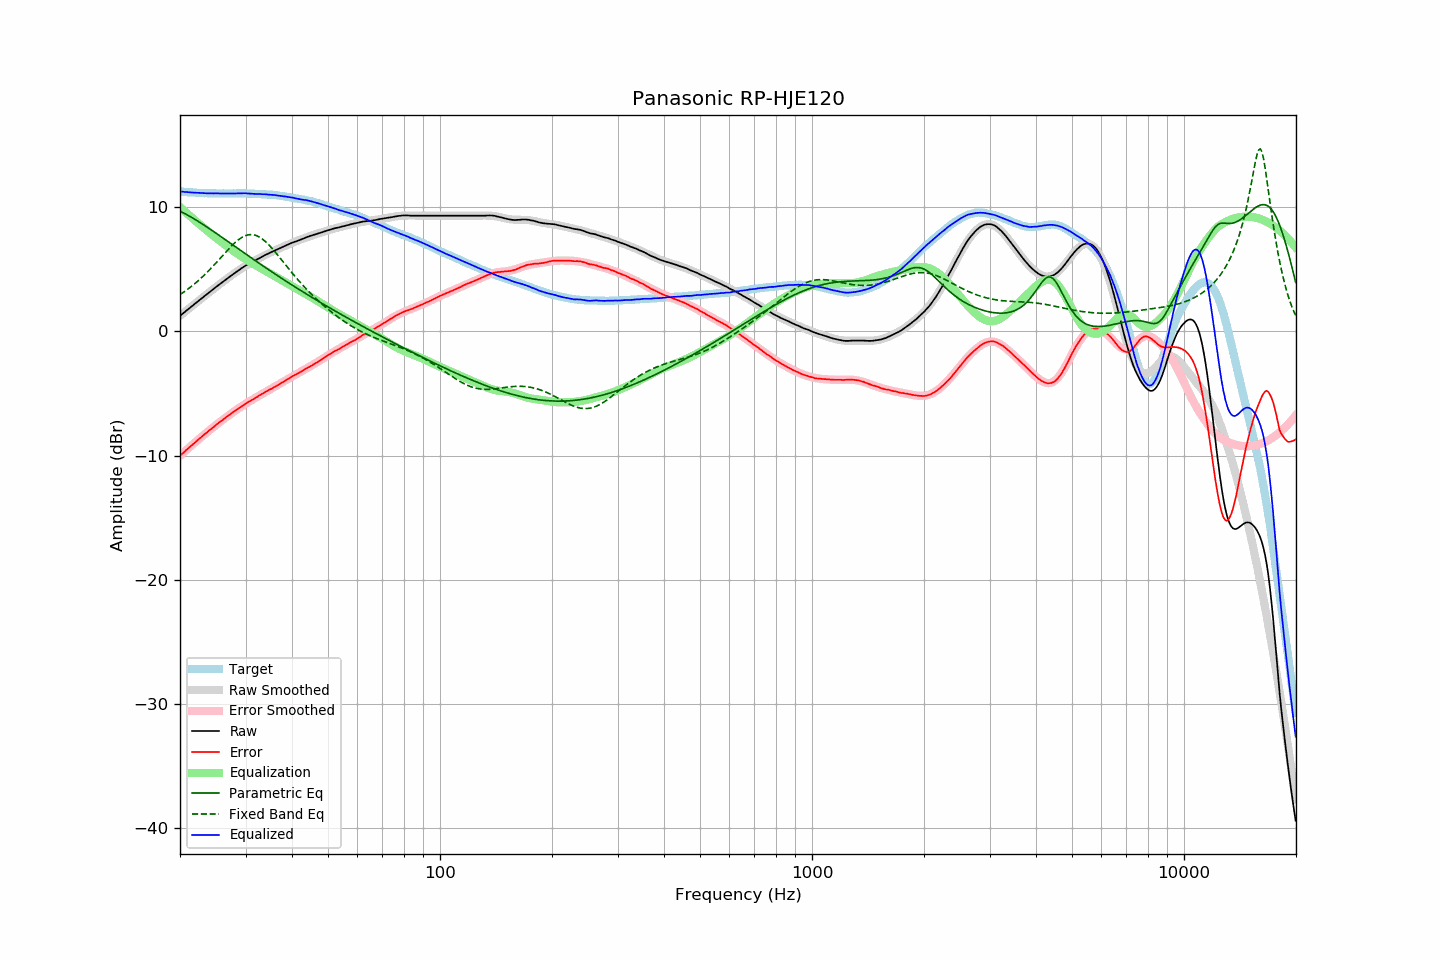 Panasonic RP-HJE120
Amplitude (dBr)
10
0
−10
−20
−30
−40
Target
Raw Smoothed
Error Smoothed
Raw
Error
Equalization
Parametric Eq
Fixed Band Eq
Equalized
100
1000
10000
Frequency (Hz)